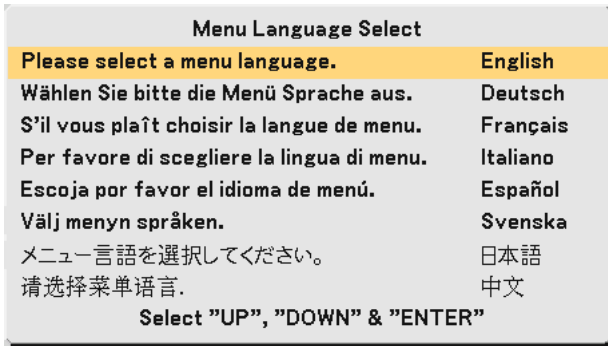 Menu Language Select
Please select a menu language. English
Wählen Sie bitte die Menü Sprache aus. Deutsch
S'il vous plaît choisir la langue de menu. Français
Per favore di scegliere la lingua di menu. Italiano
Escoja por favor el idioma de menú. Español
Välj menyn språken. Svenska
メニュー言語を選択してください。 日本語
请选择菜单语言. 中文
Select ”UP”, ”DOWN” & ”ENTER”